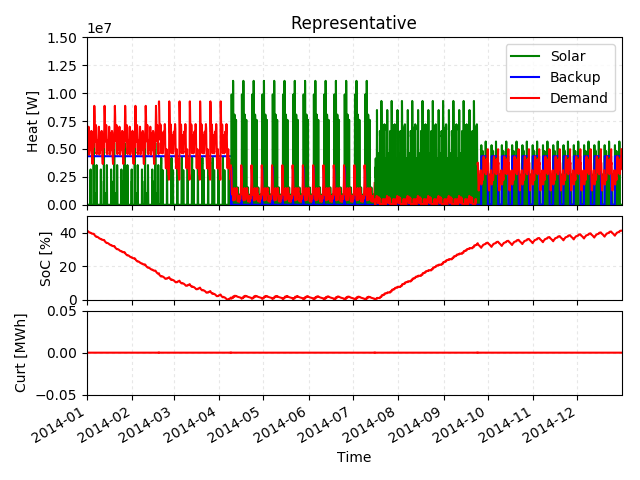 Representative
1e7
1.50
1.25
1.00
0.75
0.50
0.25
0.00
Heat [W]
Solar
Backup
Demand
40
20
0
SoC [%]
0.05
0.00
−0.05
Curt [MWh]
2014-01
2014-02
2014-03
2014-04
2014-05
2014-06
2014-07
2014-08
2014-09
2014-10
2014-11
2014-12
Time